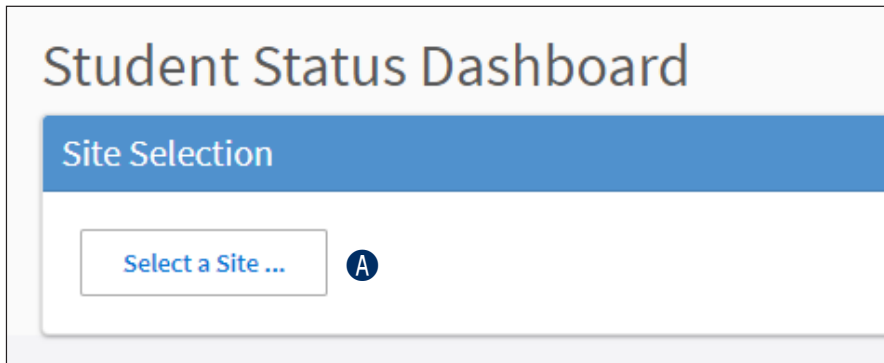 Student Status Dashboard
Site Selection
Select a Site ... A